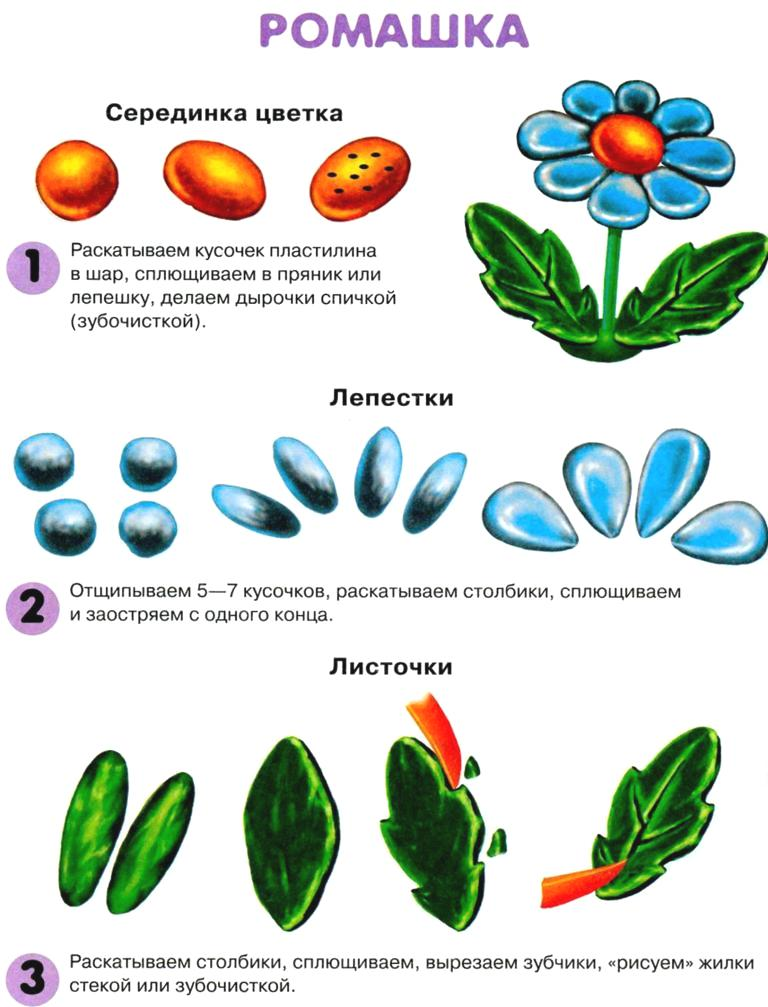 РОМАШКА
Серединка цветка
1
Раскатываем кусочек пластилина
в шар, сплющиваем в пряник или
лепешку, делаем дырочки спичкой
(зубочисткой).
Лепестки
2
Отщипываем 5—7 кусочков, раскатываем столбики, сплющиваем
и заостряем с одного конца.
Листочки
3
Раскатываем столбики, сплющиваем, вырезаем зубчики, «рисуем» жилки
стекой или зубочисткой.